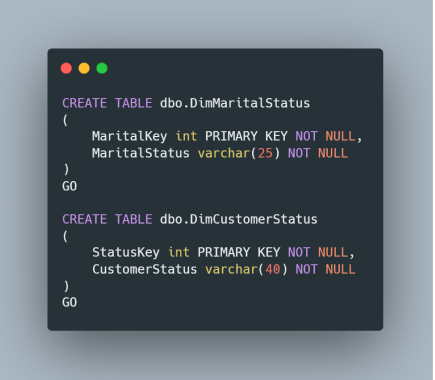 CREATE TABLE dbo.DimMaritalStatus
(
    MaritalKey int PRIMARY KEY NOT NULL,
    MaritalStatus varchar(25) NOT NULL
)
GO

CREATE TABLE dbo.DimCustomerStatus
(
    StatusKey int PRIMARY KEY NOT NULL,
    CustomerStatus varchar(40) NOT NULL
)
GO